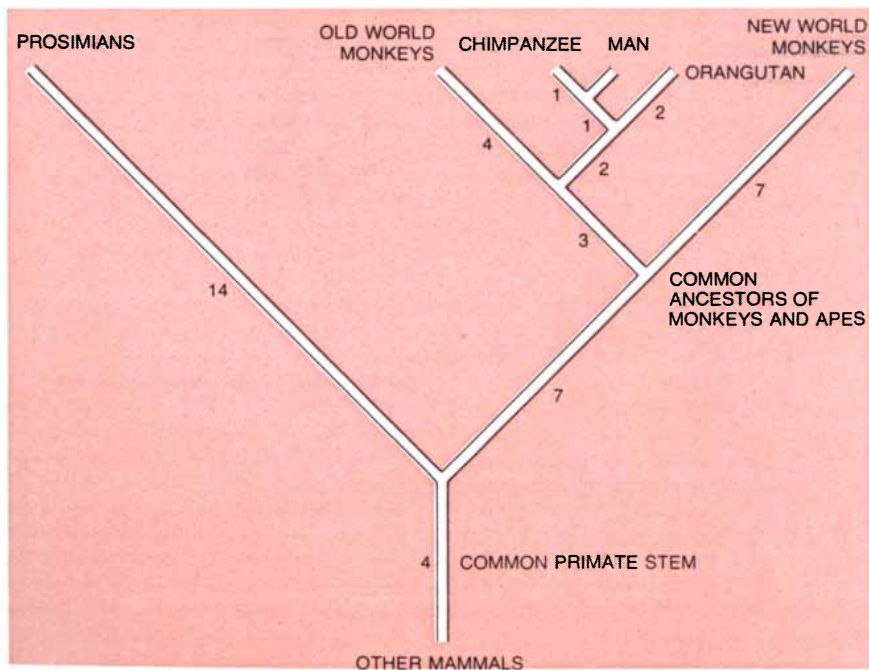 PROSIMIANS
OLD WORLD
MONKEYS
CHIMPANZEE
MAN
NEW WORLD
MONKEYS
ORANGUTAN
1
1
2
4
2
7
3
14
COMMON
ANCESTORS OF
MONKEYS AND APES
7
4
COMMON PRIMATE STEM
OTHER MAMMALS